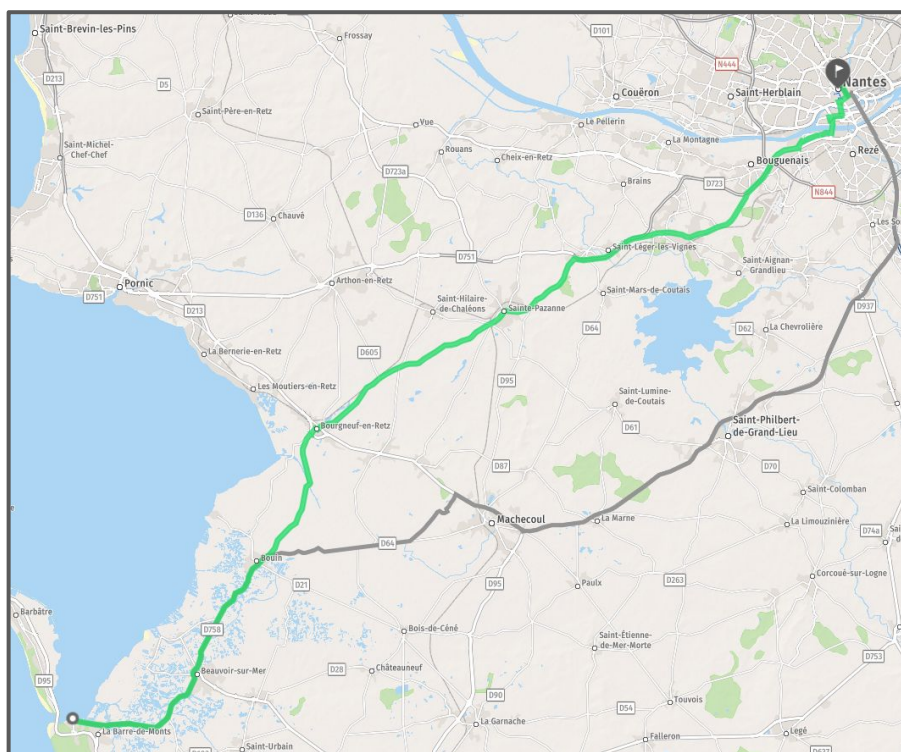 Saint-Brevin-les-Pins
Frossay
D101
N444
Nantes
D213
D5
Couëron
Saint-Herblain
Saint-Père-en-Retz
Vue
Le Pellerin
La Montagne
Rezé
Saint-Michel-
Chef-Chef
Rouans
Cheix-en-Retz
Bouguenais
D723a
Brains
D723
N844
D136
Chauvé
Les So
D751
Saint-Léger-les-Vignes
Saint-Aignan-
Grandlieu
Pornic
D751
Arthon-en-Retz
Saint-Hilaire-
de-Chaléons
Saint-Mars-de-Coutais
D213
Sainte-Pazanne
D937
D64
D62
La Chevrolière
La Bernerie-en-Retz
D605
D95
Les Moutiers-en-Retz
Saint-Lumine-
de-Coutais
Bourgneuf-en-Retz
D61
Saint-Philbert-
de-Grand-Lieu
D87
D70
Saint-Colomban
Machecoul
La Marne
La Limouzinière
D74a
D64
Sai
de
Bouin
D21
D95
Paulx
D263
Corcoué-sur-Logne
Barbâtre
D758
Bois-de-Céné
Saint-Étienne-
de-Mer-Morte
D753
D95
Beauvoir-sur-Mer
D28
Châteauneuf
D90
Touvois
D54
La Barre-de-Monts
La Garnache
Legé
Saint-Urbain
Falleron